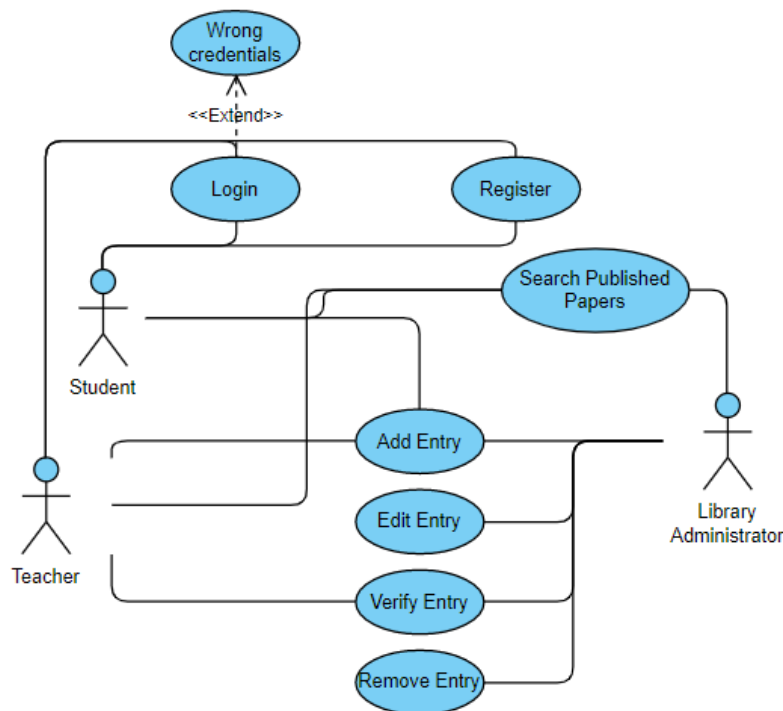 Wrong
credentials
<<Extend>>
Login
Register
Search Published
Papers
Student
Add Entry
Library
Administrator
Edit Entry
Teacher
Verify Entry
Remove Entry